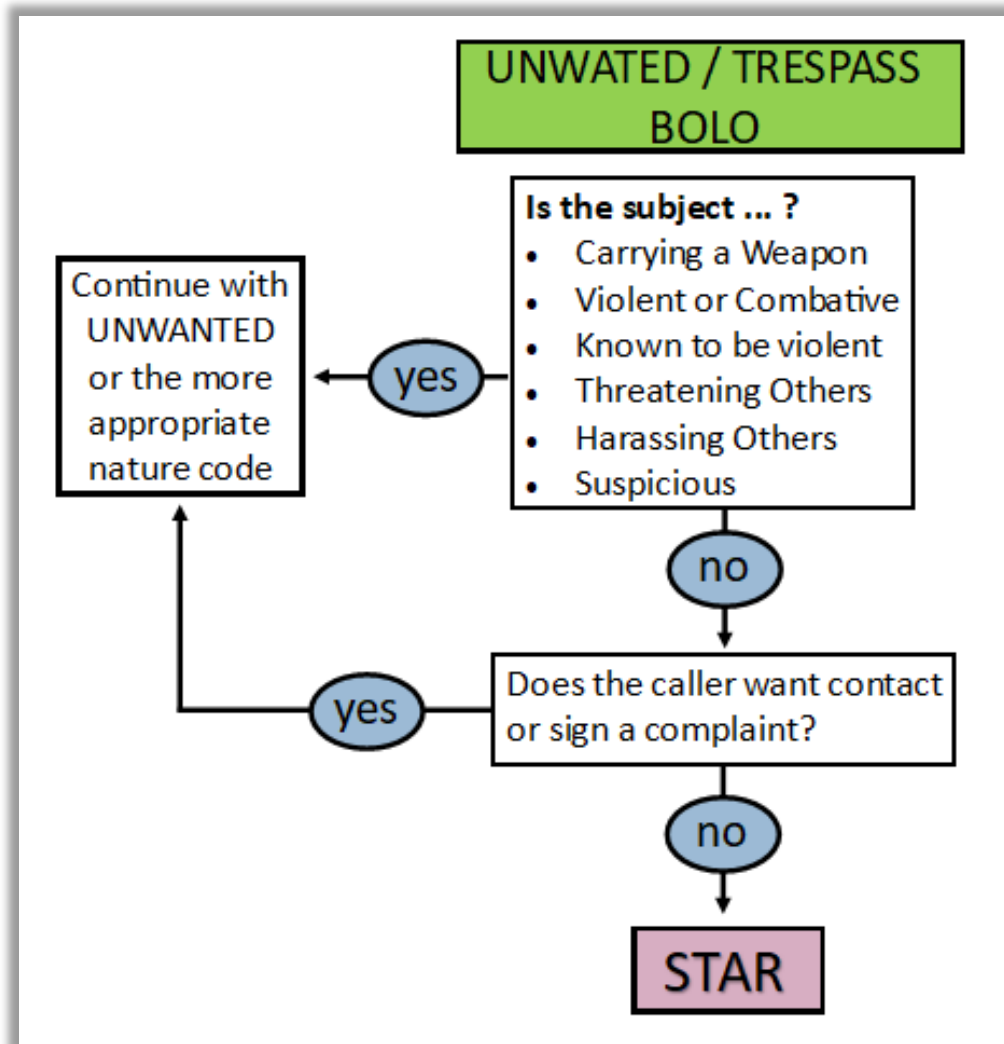 UNWATED / TRESPASS
BOLO
Is the subject ... ?
• Carrying a Weapon
• Violent or Combative
• Known to be violent
• Threatening Others
• Harassing Others
• Suspicious
yes
Continue with
UNWANTED
or the more
appropriate
nature code
no
Does the caller want contact
or sign a complaint?
yes
no
STAR